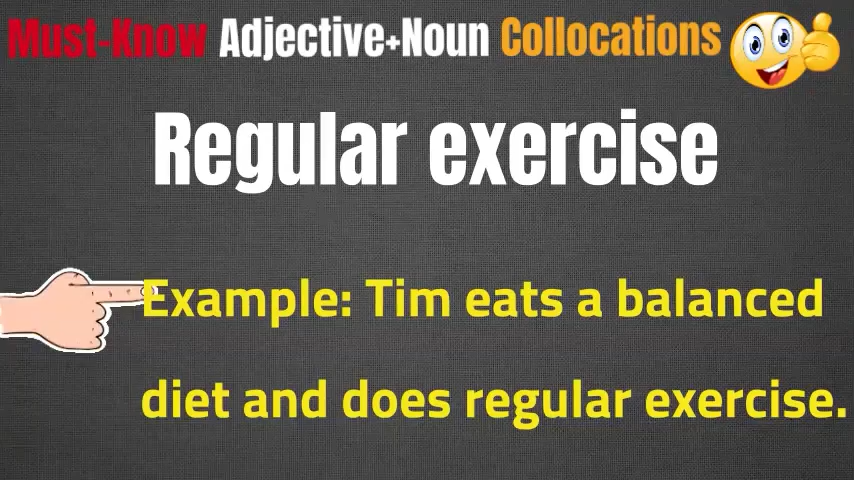 Must-Know Adjective+Noun Collocations
Regular exercise
Example: Tim eats a balanced
diet and does regular exercise.